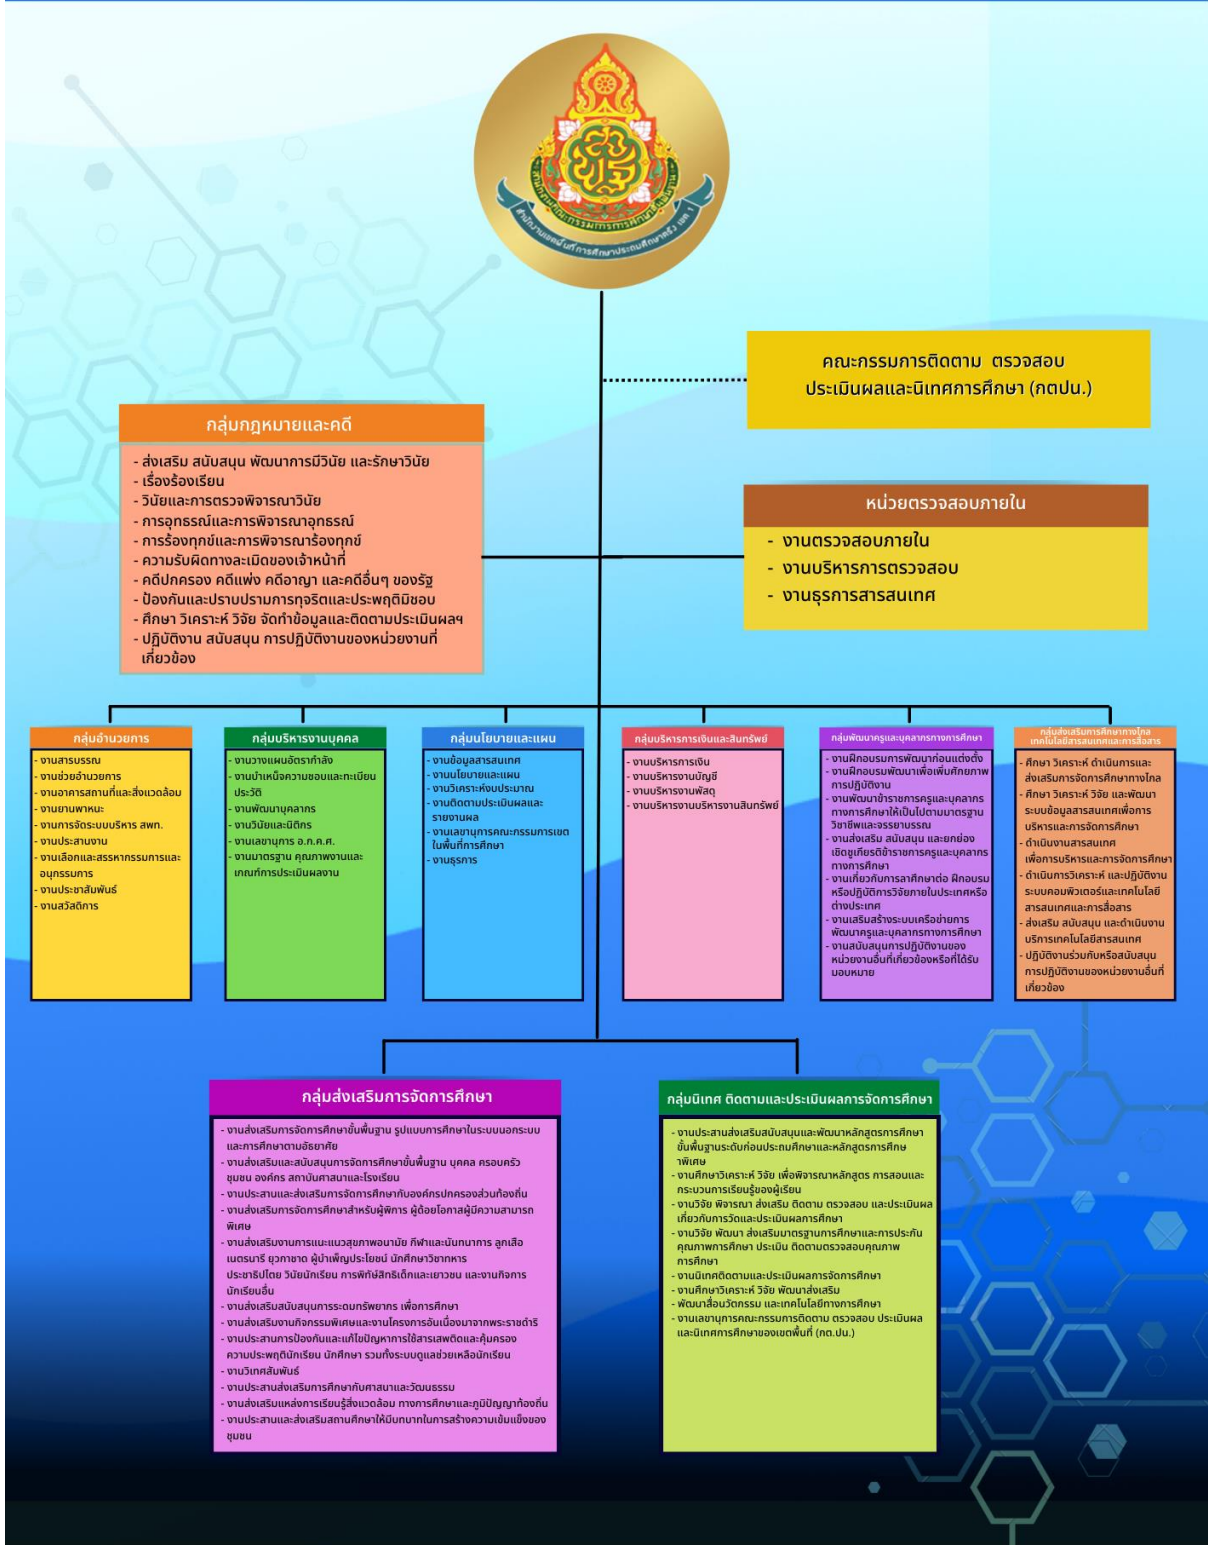 สำนักงานคณะกรรมการการศึกษาขั้นพื้นฐาน
สำนักงานเขตพื้นที่การศึกษาประถมศึกษาตรัง เขต 1
คณะกรรมการติดตาม ตรวจสอบ
ประเมินผลและนิเทศการศึกษา (กตปน.)
กลุ่มกฎหมายและคดี
- ส่งเสริม สนับสนุน พัฒนาการมีวินัย และรักษาวินัย
- เรื่องร้องเรียน
- วินัยและการตรวจพิจารณาวินัย
- การอุทธรณ์และการพิจารณาอุทธรณ์
- การร้องทุกข์และการพิจารณาร้องทุกข์
- ความรับผิดทางละเมิดของเจ้าหน้าที่
- คดีปกครอง คดีแพ่ง คดีอาญา และคดีอื่นๆ ของรัฐ
- ป้องกันและปราบปรามการทุจริตและประพฤติมิชอบ
- ศึกษา วิเคราะห์ วิจัย จัดทำข้อมูลและติดตามประเมินผลฯ
- ปฏิบัติงาน สนับสนุน การปฏิบัติงานของหน่วยงานที่
เกี่ยวข้อง
หน่วยตรวจสอบภายใน
- งานตรวจสอบภายใน
- งานบริหารการตรวจสอบ
- งานธุรการสารสนเทศ
กลุ่มอำนวยการ
- งานสารบรรณ
- งานช่วยอำนวยการ
- งานอาคารสถานที่และสิ่งแวดล้อม
- งานยานพาหนะ
- งานการจัดระบบบริหาร สพท.
- งานประสานงาน
- งานเลือกและสรรหากรรมการและ
อนุกรรมการ
- งานประชาสัมพันธ์
- งานสวัสดิการ
กลุ่มบริหารงานบุคคล
- งานวางแผนอัตรากำลัง
- งานบำเหน็จความชอบและทะเบียน
ประวัติ
- งานพัฒนาบุคลากร
- งานวินัยและนิติกร
- งานเลขานุการ อ.ก.ค.ศ.
- งานมาตรฐาน คุณภาพงานและ
เกณฑ์การประเมินผลงาน
กลุ่มนโยบายและแผน
- งานข้อมูลสารสนเทศ
- งานนโยบายและแผน
- งานวิเคราะห์งบประมาณ
- งานติดตามประเมินผลและ
รายงานผล
- งานเลขานุการคณะกรรมการเขต
ในพื้นที่การศึกษา
- งานธุรการ
กลุ่มบริหารการเงินและสินทรัพย์
- งานบริหารการเงิน
- งานบริหารงานบัญชี
- งานบริหารงานพัสดุ
- งานบริหารงานบริหารงานสินทรัพย์
กลุ่มพัฒนาครูและบุคลากรทางการศึกษา
- งานฝึกอบรมการพัฒนาก่อนแต่งตั้ง
- งานฝึกอบรมพัฒนาเพื่อเพิ่มศักยภาพ
การปฏิบัติงาน
- งานพัฒนาข้าราชการครูและบุคลากร
ทางการศึกษาให้เป็นไปตามมาตรฐาน
วิชาชีพและจรรยาบรรณ
- งานส่งเสริม สนับสนุน และยกย่อง
เชิดชูเกียรติข้าราชการครูและบุคลากร
ทางการศึกษา
- งานเกี่ยวกับการลาศึกษาต่อ ฝึกอบรม
หรือปฏิบัติการวิจัยภายในประเทศหรือ
ต่างประเทศ
- งานเสริมสร้างระบบเครือข่ายการ
พัฒนาครูและบุคลากรทางการศึกษา
- งานสนับสนุนการปฏิบัติงานของ
หน่วยงานอื่นที่เกี่ยวข้องหรือที่ได้รับ
มอบหมาย
กลุ่มส่งเสริมการศึกษาทางไกล
เทคโนโลยีสารสนเทศและการสื่อสาร
- ศึกษา วิเคราะห์ ดำเนินการและ
ส่งเสริมการจัดการศึกษาทางไกล
- ศึกษา วิเคราะห์ วิจัย และพัฒนา
ระบบข้อมูลสารสนเทศเพื่อการ
บริหารและการจัดการศึกษา
- ดำเนินงานสารสนเทศ
เพื่อการบริหารและการจัดการศึกษา
- ดำเนินการวิเคราะห์ และปฏิบัติงาน
ระบบคอมพิวเตอร์และเทคโนโลยี
สารสนเทศและการสื่อสาร
- ส่งเสริม สนับสนุน และดำเนินงาน
บริการเทคโนโลยีสารสนเทศ
- ปฏิบัติงานร่วมกับหรือสนับสนุน
การปฏิบัติงานของหน่วยงานอื่นที่
เกี่ยวข้อง
กลุ่มส่งเสริมการจัดการศึกษา
- งานส่งเสริมการจัดการศึกษาขั้นพื้นฐาน รูปแบบการศึกษาในระบบนอกระบบ
และการศึกษาตามอัธยาศัย
- งานส่งเสริมและสนับสนุนการจัดการศึกษาขั้นพื้นฐาน บุคคล ครอบครัว
ชุมชน องค์กร สถาบันศาสนาและโรงเรียน
- งานประสานและส่งเสริมการจัดการศึกษากับองค์กรปกครองส่วนท้องถิ่น
- งานส่งเสริมการจัดการศึกษาสำหรับผู้พิการ ผู้ด้อยโอกาสผู้มีความสามารถ
พิเศษ
- งานส่งเสริมงานการแนะแนวสุขภาพอนามัย กีฬาและนันทนาการ ลูกเสือ
เนตรนารี ยุวกาชาด ผู้บำเพ็ญประโยชน์ นักศึกษาวิชาทหาร
ประชาธิปไตย วินัยนักเรียน การพิทักษ์สิทธิเด็กและเยาวชน และงานกิจการ
นักเรียนอื่น
- งานส่งเสริมสนับสนุนการระดมทรัพยากร เพื่อการศึกษา
- งานส่งเสริมงานกิจกรรมพิเศษและงานโครงการอันเนื่องมาจากพระราชดำริ
- งานประสานการป้องกันและแก้ไขปัญหาการใช้สารเสพติดและคุ้มครอง
ความประพฤตินักเรียน นักศึกษา รวมทั้งระบบดูแลช่วยเหลือนักเรียน
- งานวิเทศสัมพันธ์
- งานประสานส่งเสริมการศึกษากับศาสนาและวัฒนธรรม
- งานส่งเสริมแหล่งการเรียนรู้สิ่งแวดล้อม ทางการศึกษาและภูมิปัญญาท้องถิ่น
- งานประสานและส่งเสริมสถานศึกษาให้มีบทบาทในการสร้างความเข้มแข็งของ
ชุมชน
กลุ่มนิเทศ ติดตามและประเมินผลการจัดการศึกษา
- งานประสานส่งเสริมสนับสนุนและพัฒนาหลักสูตรการศึกษา
ขั้นพื้นฐานระดับก่อนประถมศึกษาและหลักสูตรการศึกษ
าพิเศษ
- งานศึกษาวิเคราะห์ วิจัย เพื่อพิจารณาหลักสูตร การสอนและ
กระบวนการเรียนรู้ของผู้เรียน
- งานวิจัย พิจารณา ส่งเสริม ติดตาม ตรวจสอบ และประเมินผล
เกี่ยวกับการวัดและประเมินผลการศึกษา
- งานวิจัย พัฒนา ส่งเสริมมาตรฐานการศึกษาและการประกัน
คุณภาพการศึกษา ประเมิน ติดตามตรวจสอบคุณภาพ
การศึกษา
- งานนิเทศติดตามและประเมินผลการจัดการศึกษา
- งานศึกษาวิเคราะห์ วิจัย พัฒนาส่งเสริม
- พัฒนาสื่อนวัตกรรม และเทคโนโลยีทางการศึกษา
- งานเลขานุการคณะกรรมการติดตาม ตรวจสอบ ประเมินผล
และนิเทศการศึกษาของเขตพื้นที่ (กต.ปน.)